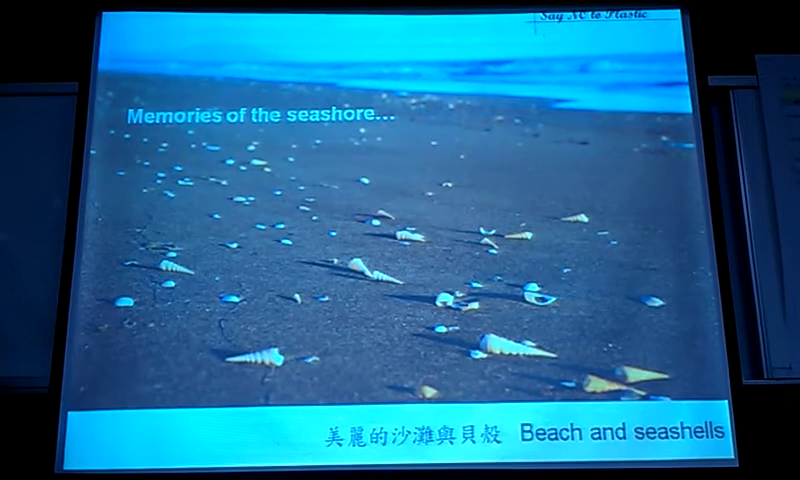 Say NO to Plastic
Memories of the seashore...
美麗的沙灘與貝殼 Beach and seashells